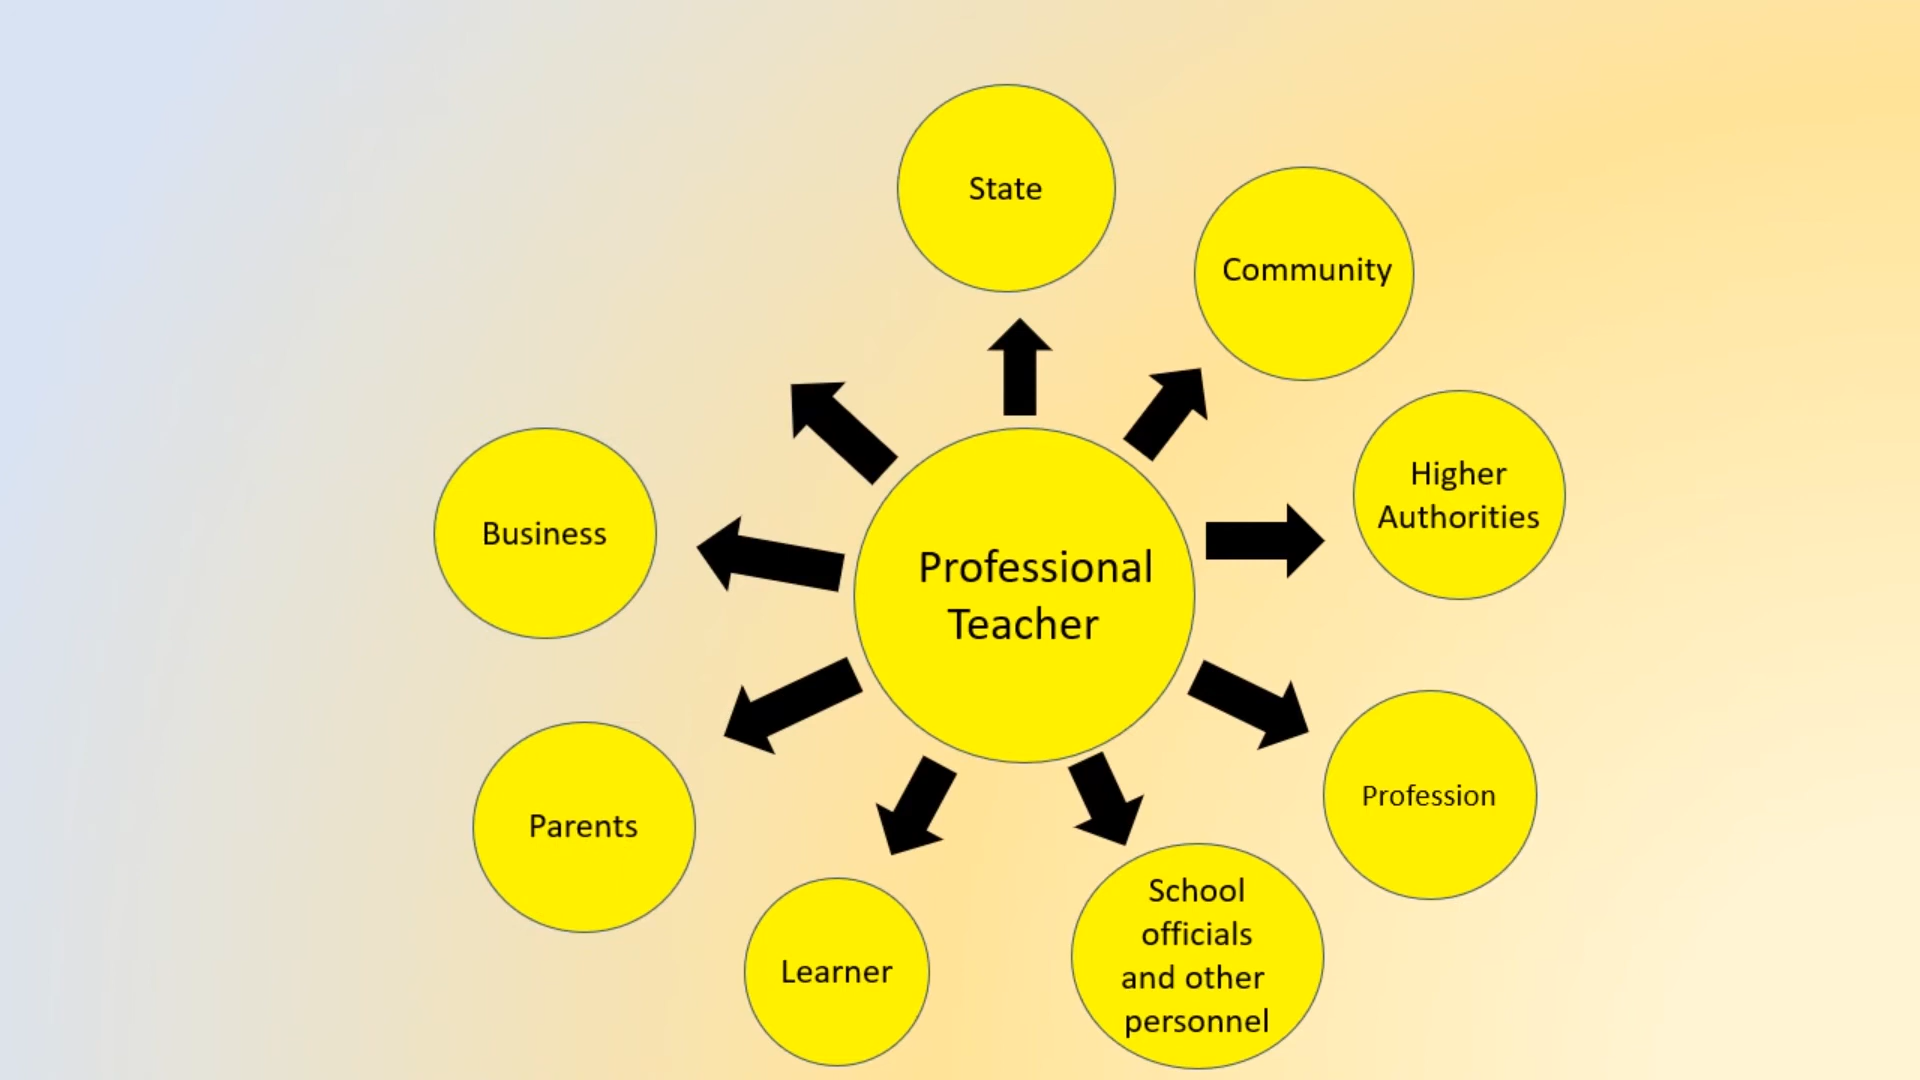 State
Community
Higher
Authorities
Business
Professional
Teacher
Profession
Parents
School
officials
and other
personnel
Learner